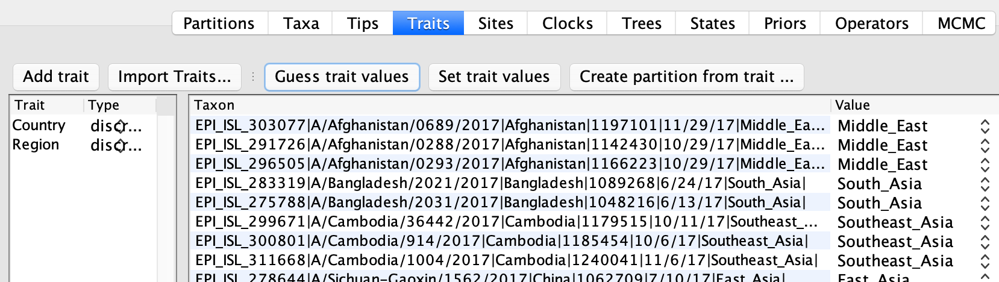 Partitions Taxa Tips Traits Sites Clocks Trees States Priors Operators MCMC
Add trait Import Traits... Guess trait values Set trait values Create partition from trait ...
Trait Type Taxon Value
Country discr... EPI_ISL_303077|A/Afghanistan/0689/2017|Afghanistan|1197101|11/29/17|Middle_Ea... Middle_East
Region discr... EPI_ISL_291726|A/Afghanistan/0288/2017|Afghanistan|1142430|10/29/17|Middle_Ea... Middle_East
EPI_ISL_296505|A/Afghanistan/0293/2017|Afghanistan|1166223|10/29/17|Middle_Ea... Middle_East
EPI_ISL_283319|A/Bangladesh/2021/2017|Bangladesh|1089268|6/24/17|South_Asia| South_Asia
EPI_ISL_275788|A/Bangladesh/2031/2017|Bangladesh|1048216|6/13/17|South_Asia| South_Asia
EPI_ISL_299671|A/Cambodia/36442/2017|Cambodia|1179515|10/11/17|Southeast_... Southeast_Asia
EPI_ISL_300801|A/Cambodia/914/2017|Cambodia|1185454|10/6/17|Southeast_Asia| Southeast_Asia
EPI_ISL_311668|A/Cambodia/1004/2017|Cambodia|1240041|11/6/17|Southeast_Asia| Southeast_Asia
EPI_ISL_278644|A/Sichuan-Gaoxin/1562/2017|China|1062709|7/10/17|East_Asia| East_Asia